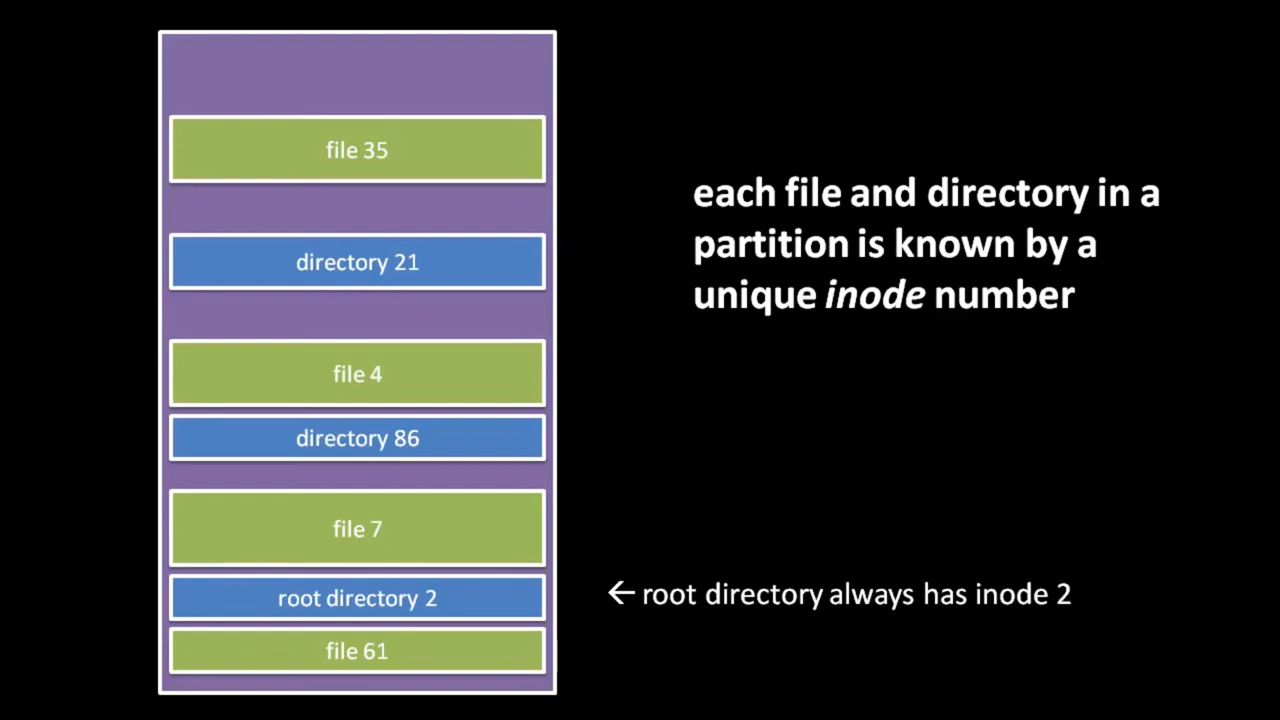 file 35
directory 21
file 4
directory 86
file 7
root directory 2
file 61
each file and directory in a
partition is known by a
unique inode number
← root directory always has inode 2